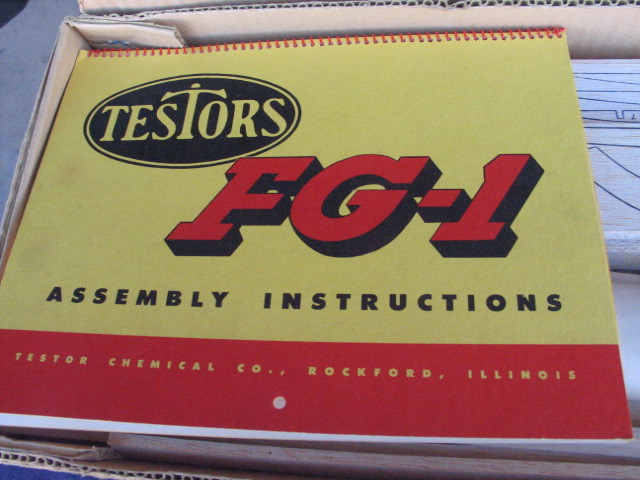 TESTORS
FG-1
ASSEMBLY INSTRUCTIONS
TESTOR CHEMICAL CO., ROCKFORD, ILLINOIS